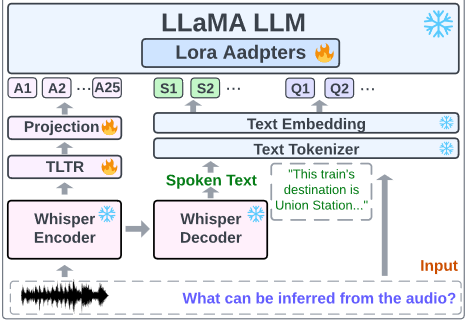 LLaMA LLM
Lora Aadpters
A1 A2 ... A25 S1 S2 ... Q1 Q2 ...
Projection
Text Embedding
TLTR
Text Tokenizer
Spoken Text
"This train's
destination is
Union Station..."
Whisper
Encoder
Whisper
Decoder
Input
What can be inferred from the audio?